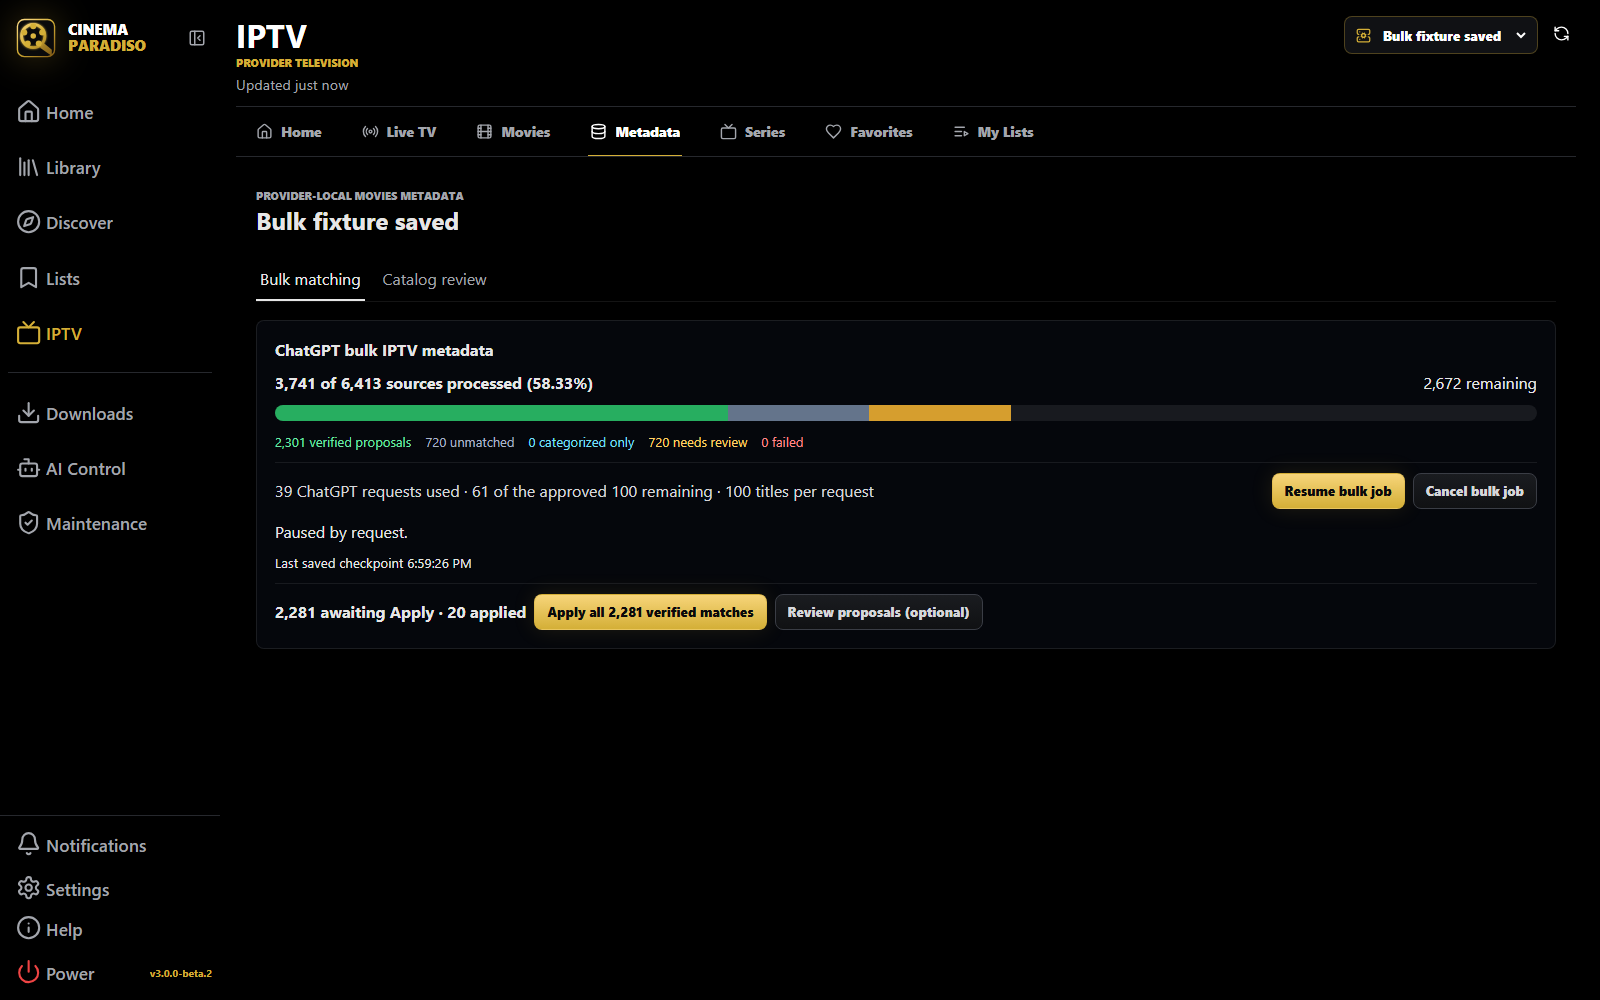 CINEMA
PARADISO
Home
Library
Discover
Lists
IPTV
Downloads
AI Control
Maintenance
Notifications
Settings
Help
Power v3.0.0-beta.2
IPTV
PROVIDER TELEVISION
Updated just now
Bulk fixture saved
Home Live TV Movies Metadata Series Favorites My Lists
PROVIDER-LOCAL MOVIES METADATA
Bulk fixture saved
Bulk matching Catalog review
ChatGPT bulk IPTV metadata
3,741 of 6,413 sources processed (58.33%) 2,672 remaining
2,301 verified proposals 720 unmatched 0 categorized only 720 needs review 0 failed
39 ChatGPT requests used · 61 of the approved 100 remaining · 100 titles per request Resume bulk job Cancel bulk job
Paused by request.
Last saved checkpoint 6:59:26 PM
2,281 awaiting Apply · 20 applied Apply all 2,281 verified matches Review proposals (optional)